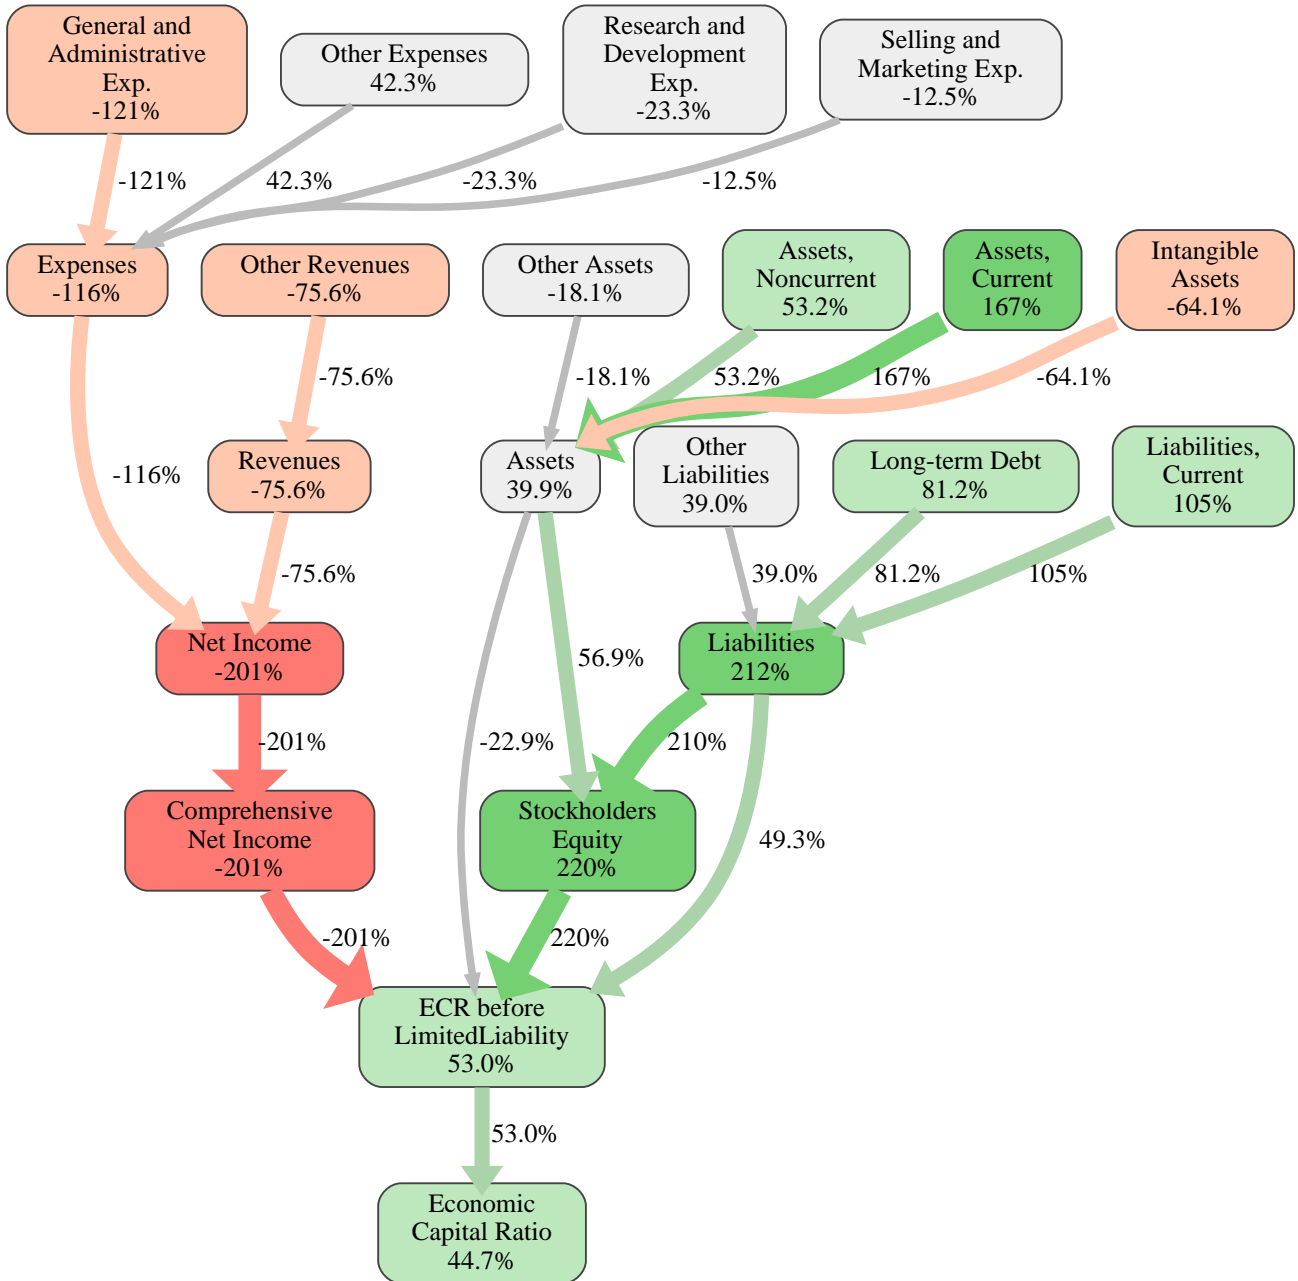 General and
Administrative
Exp.
-121%
Other Expenses
42.3%
Research and
Development
Exp.
-23.3%
Selling and
Marketing Exp.
-12.5%
-121%
42.3%
-23.3%
-12.5%
Expenses
-116%
Other Revenues
-75.6%
Other Assets
-18.1%
Assets,
Noncurrent
53.2%
Assets,
Current
167%
Intangible
Assets
-64.1%
-75.6%
-18.1%
53.2%
167%
-64.1%
-116%
Revenues
-75.6%
Assets
39.9%
Other
Liabilities
39.0%
Long-term Debt
81.2%
Liabilities,
Current
105%
-75.6%
39.0%
81.2%
105%
Net Income
-201%
56.9%
Liabilities
212%
-201%
-22.9%
210%
Comprehensive
Net Income
-201%
Stockholders
Equity
220%
49.3%
-201%
220%
ECR before
LimitedLiability
53.0%
53.0%
Economic
Capital Ratio
44.7%